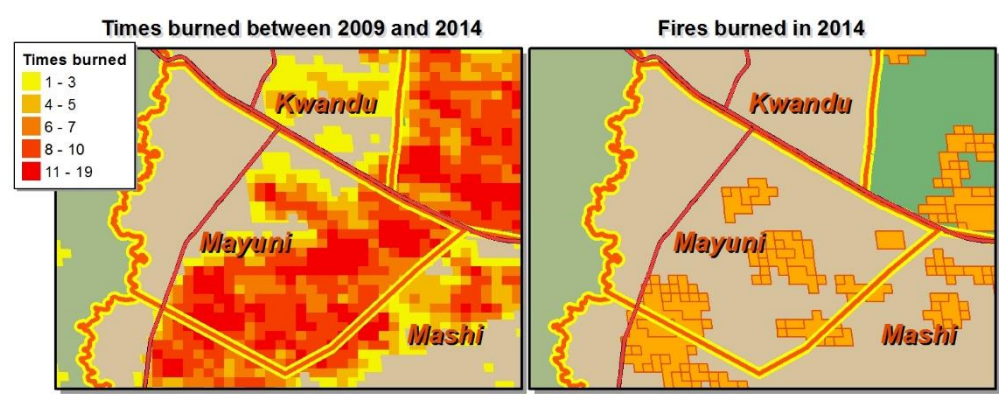 Times burned between 2009 and 2014
Times burned
1 - 3
4 - 5
6 - 7
8 - 10
11 - 19
Kwandu
Mayuni
Mashi
Fires burned in 2014
Kwandu
Mayuni
Mashi